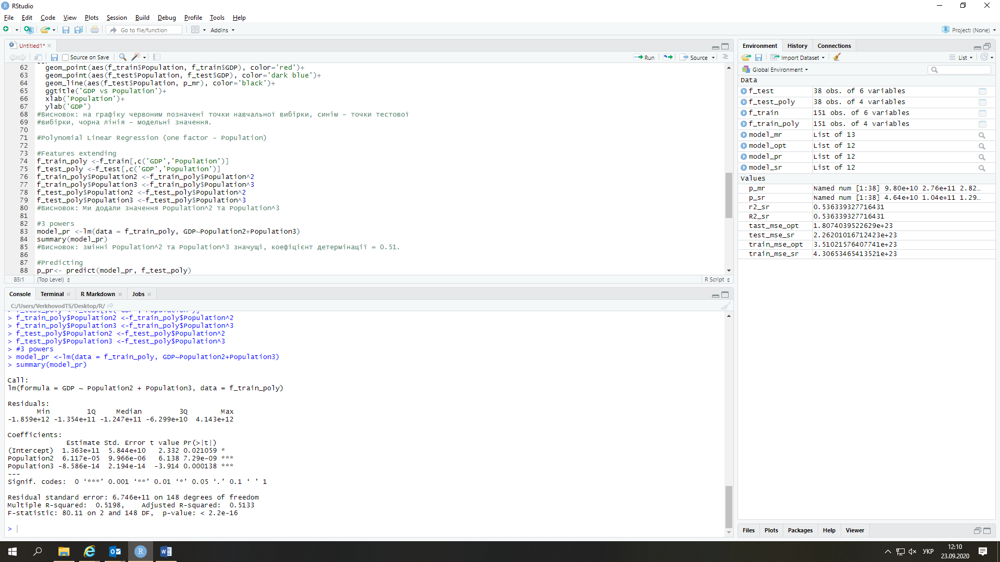 RStudio
File Edit Code View Plots Session Build Debug Profile Tools Help
Go to file/function Addins Project: (None)
Untitled1*
Source on Save Run Source
62 geom_point(aes(f_train$Population, f_train$GDP), color='red')+
63 geom_point(aes(f_test$Population, f_test$GDP), color='dark blue')+
64 geom_line(aes(f_test$Population, p_mr), color='black')+
65 ggtitle('GDP vs Population')+
66 xlab('Population')+
67 ylab('GDP')
68 #Висновок: на графіку червоним позначені точки навчальної вибірки, синім – точки тестової
69 #вибірки, чорна лінія – модельні значення.
70
71 #Polynomial Linear Regression (one factor - Population)
72
73 #Features extending
74 f_train_poly <-f_train[,c('GDP','Population')]
75 f_test_poly <-f_test[,c('GDP','Population')]
76 f_train_poly$Population2 <-f_train_poly$Population^2
77 f_train_poly$Population3 <-f_train_poly$Population^3
78 f_test_poly$Population2 <-f_test_poly$Population^2
79 f_test_poly$Population3 <-f_test_poly$Population^3
80 #Висновок: Ми додали значення Population^2 та Population^3
81
82 #3 powers
83 model_pr <-lm(data = f_train_poly, GDP~Population2+Population3)
84 summary(model_pr)
85 #Висновок: змінні Population^2 та Population^3 значущі, коефіцієнт детермінації = 0.51.
86
87 #Predicting
88 p_pr<- predict(model_pr, f_test_poly)
85:1 (Top Level) R Script
Console Terminal R Markdown Jobs
C:/Users/VerkhovodTS/Desktop/R/
> f_test_poly <-f_test[,c('GDP','Population')]
> f_train_poly$Population2 <-f_train_poly$Population^2
> f_train_poly$Population3 <-f_train_poly$Population^3
> f_test_poly$Population2 <-f_test_poly$Population^2
> f_test_poly$Population3 <-f_test_poly$Population^3
> #3 powers
> model_pr <-lm(data = f_train_poly, GDP~Population2+Population3)
> summary(model_pr)
Call:
lm(formula = GDP ~ Population2 + Population3, data = f_train_poly)
Residuals:
Min 1Q Median 3Q Max
-1.859e+12 -1.354e+11 -1.247e+11 -6.299e+10 4.143e+12
Coefficients:
Estimate Std. Error t value Pr(>|t|)
(Intercept) 1.363e+11 5.844e+10 2.332 0.021059 *
Population2 6.117e-05 9.966e-06 6.138 7.29e-09 ***
Population3 -8.586e-14 2.194e-14 -3.914 0.000138 ***
---
Signif. codes: 0 ‘***’ 0.001 ‘**’ 0.01 ‘*’ 0.05 ‘.’ 0.1 ‘ ’ 1
Residual standard error: 6.746e+11 on 148 degrees of freedom
Multiple R-squared: 0.5198, Adjusted R-squared: 0.5133
F-statistic: 80.11 on 2 and 148 DF, p-value: < 2.2e-16
>
Environment History Connections
Import Dataset List
Global Environment
Data
f_test 38 obs. of 6 variables
f_test_poly 38 obs. of 4 variables
f_train 151 obs. of 6 variables
f_train_poly 151 obs. of 4 variables
model_mr List of 13
model_opt List of 12
model_pr List of 12
model_sr List of 12
Values
p_mr Named num [1:38] 9.80e+10 2.76e+11 2.82…
p_sr Named num [1:38] 4.64e+10 1.04e+11 1.29…
r2_sr 0.536339327716431
R2_sr 0.536339327716431
tast_mse_opt 1.8074039522629e+23
test_mse_sr 2.26201016712423e+23
train_mse_opt 3.51021576407741e+23
train_mse_sr 4.30653465413521e+23
Files Plots Packages Help Viewer
УКР 12:10
23.09.2020